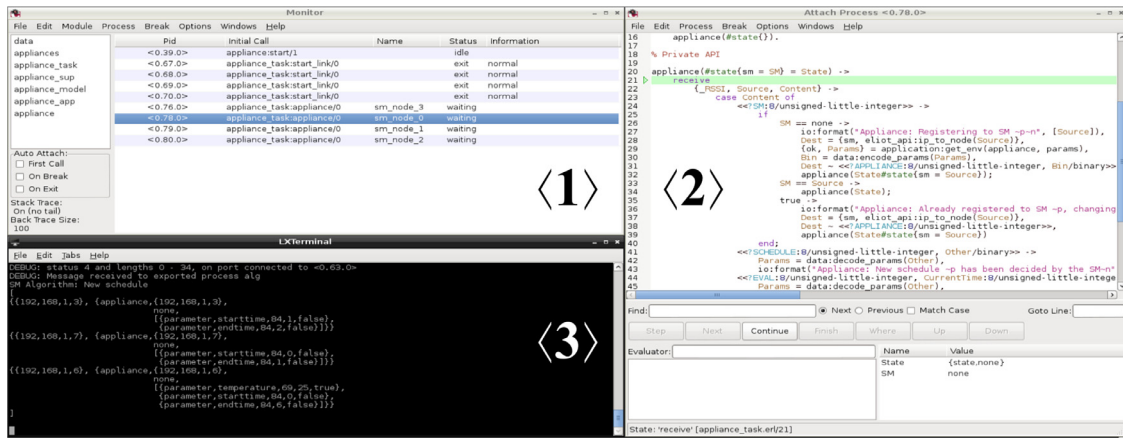 Monitor
File Edit Module Process Break Options Windows Help
data
appliances
appliance_task
appliance_sup
appliance_model
appliance_app
appliance
Auto Attach:
First Call
On Break
On Exit
Stack Trace:
On (no tail)
Back Trace Size:
100
Pid Initial Call Name Status Information
<0.39.0> appliance:start/1 idle
<0.67.0> appliance_task:start_link/0 exit normal
<0.68.0> appliance_task:start_link/0 exit normal
<0.69.0> appliance_task:start_link/0 exit normal
<0.70.0> appliance_task:start_link/0 exit normal
<0.76.0> appliance_task:appliance/0 sm_node_3 waiting
<0.78.0> appliance_task:appliance/0 sm_node_0 waiting
<0.79.0> appliance_task:appliance/0 sm_node_1 waiting
<0.80.0> appliance_task:appliance/0 sm_node_2 waiting
⟨1⟩
LXTerminal
File Edit Tabs Help
DEBUG: status 4 and lengths 0 - 34, on port connected to <0.63.0>
DEBUG: Message received to exported process alg
SM Algorithm: New schedule
[
{{192,168,1,3}, {appliance,{192,168,1,3},
none,
[{parameter,starttime,84,1,false},
{parameter,endtime,84,2,false}]}}
{{192,168,1,7}, {appliance,{192,168,1,7},
none,
[{parameter,starttime,84,0,false},
{parameter,endtime,84,1,false}]}}
{{192,168,1,6}, {appliance,{192,168,1,6},
none,
[{parameter,temperature,69,25,true},
{parameter,starttime,84,0,false},
{parameter,endtime,84,6,false}]}}
]
⟨3⟩
Attach Process <0.78.0>
File Edit Process Break Options Windows Help
16 appliance(#state{}).
17
18 % Private API
19
20 appliance(#state{sm = SM} = State) ->
21 receive
22 {_RSSI, Source, Content} ->
23 case Content of
24 <<?SM:8/unsigned-little-integer>> ->
25 if
26 SM == none ->
27 io:format("Appliance: Registering to SM ~p~n", [Source]),
28 Dest = {sm, eliot_api:ip_to_node(Source)},
29 {ok, Params} = application:get_env(appliance, params),
30 Bin = data:encode_params(Params),
31 Dest ~ <<?APPLIANCE:8/unsigned-little-integer, Bin/binary>>
32 appliance(State#state{sm = Source});
33 SM == Source ->
34 appliance(State);
35 true ->
36 io:format("Appliance: Already registered to SM ~p, changing
37 Dest = {sm, eliot_api:ip_to_node(Source)},
38 Dest ~ <<?APPLIANCE:8/unsigned-little-integer>>,
39 appliance(State#state{sm = Source})
40 end;
41 <<?SCHEDULE:8/unsigned-little-integer, Other/binary>> ->
42 Params = data:decode_params(Other),
43 io:format("Appliance: New schedule ~p has been decided by the SM~n"
44 <<?EVAL:8/unsigned-little-integer, CurrentTime:8/unsigned-little-intege
45 Params = data:decode_params(Other),
⟨2⟩
Find: Next Previous Match Case Goto Line:
Step Next Continue Finish Where Up Down
Evaluator:
Name Value
State {state,none}
SM none
State: 'receive' [appliance_task.erl/21]